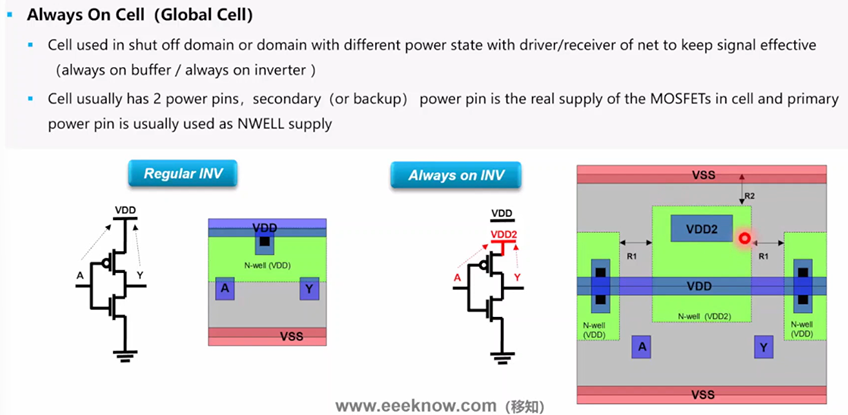 Always On Cell（Global Cell）
Cell used in shut off domain or domain with different power state with driver/receiver of net to keep signal effective
（always on buffer / always on inverter ）
Cell usually has 2 power pins，secondary（or backup） power pin is the real supply of the MOSFETs in cell and primary
power pin is usually used as NWELL supply
Regular INV
VDD
A
Y
VDD
N-well (VDD)
A
Y
VSS
Always on INV
VDD
VDD2
A
Y
VSS
R2
VDD2
R1
R1
VDD
N-well（VDD2）
N-well
(VDD)
N-well
(VDD)
A
Y
VSS
www.eeeknow.com（移知）